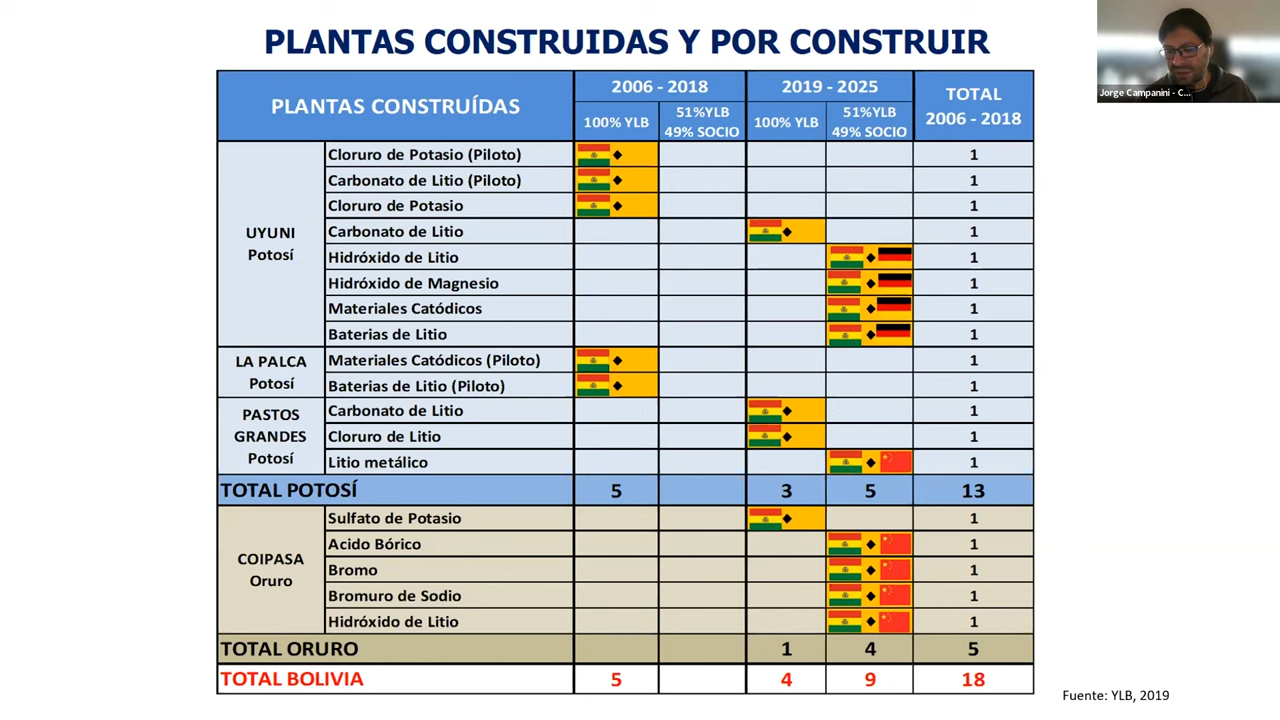 PLANTAS CONSTRUIDAS Y POR CONSTRUIR
Jorge Campanini - C...
PLANTAS CONSTRUÍDAS
2006 - 2018
2019 - 2025
TOTAL
2006 - 2018
100% YLB
51%YLB
49% SOCIO
100% YLB
51%YLB
49% SOCIO
UYUNI
Potosí
Cloruro de Potasio (Piloto) 1
Carbonato de Litio (Piloto) 1
Cloruro de Potasio 1
Carbonato de Litio 1
Hidróxido de Litio 1
Hidróxido de Magnesio 1
Materiales Catódicos 1
Baterias de Litio 1
LA PALCA
Potosí
Materiales Catódicos (Piloto) 1
Baterias de Litio (Piloto) 1
PASTOS
GRANDES
Potosí
Carbonato de Litio 1
Cloruro de Litio 1
Litio metálico 1
TOTAL POTOSÍ 5 3 5 13
COIPASA
Oruro
Sulfato de Potasio 1
Acido Bórico 1
Bromo 1
Bromuro de Sodio 1
Hidróxido de Litio 1
TOTAL ORURO 1 4 5
TOTAL BOLIVIA 5 4 9 18
Fuente: YLB, 2019